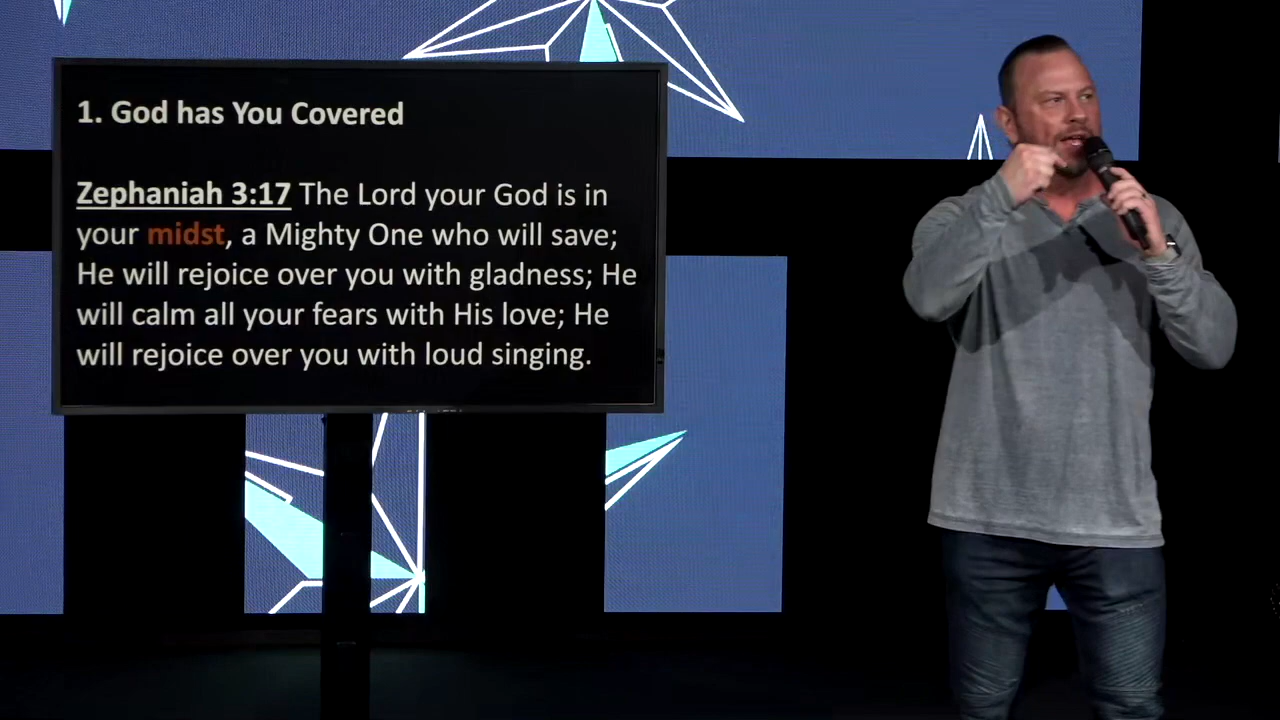 1. God has You Covered
Zephaniah 3:17 The Lord your God is in
your midst, a Mighty One who will save;
He will rejoice over you with gladness; He
will calm all your fears with His love; He
will rejoice over you with loud singing.